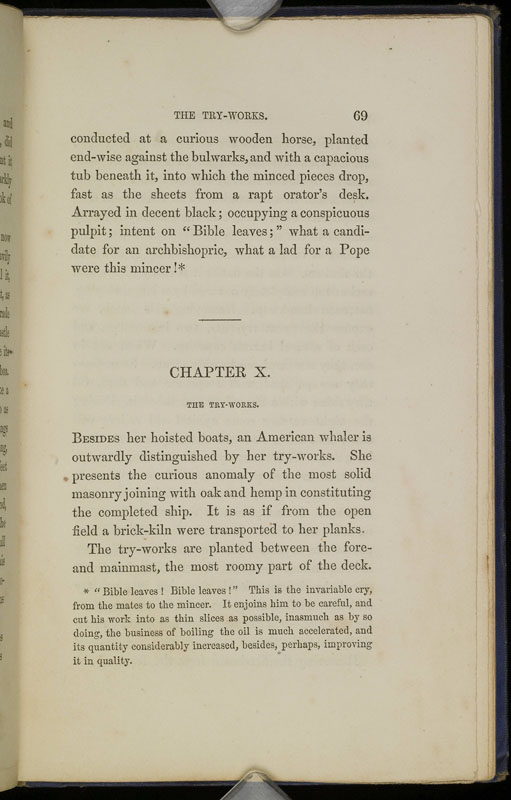 THE TRY-WORKS. 69
conducted at a curious wooden horse, planted
end-wise against the bulwarks, and with a capacious
tub beneath it, into which the minced pieces drop,
fast as the sheets from a rapt orator's desk.
Arrayed in decent black; occupying a conspicuous
pulpit; intent on "Bible leaves;" what a candi-
date for an archbishopric, what a lad for a Pope
were this mincer!*
CHAPTER X.
THE TRY-WORKS.
BESIDES her hoisted boats, an American whaler is
outwardly distinguished by her try-works. She
presents the curious anomaly of the most solid
masonry joining with oak and hemp in constituting
the completed ship. It is as if from the open
field a brick-kiln were transported to her planks.
The try-works are planted between the fore-
and mainmast, the most roomy part of the deck.
* "Bible leaves! Bible leaves!" This is the invariable cry,
from the mates to the mincer. It enjoins him to be careful, and
cut his work into as thin slices as possible, inasmuch as by so
doing, the business of boiling the oil is much accelerated, and
its quantity considerably increased, besides, perhaps, improving
it in quality.